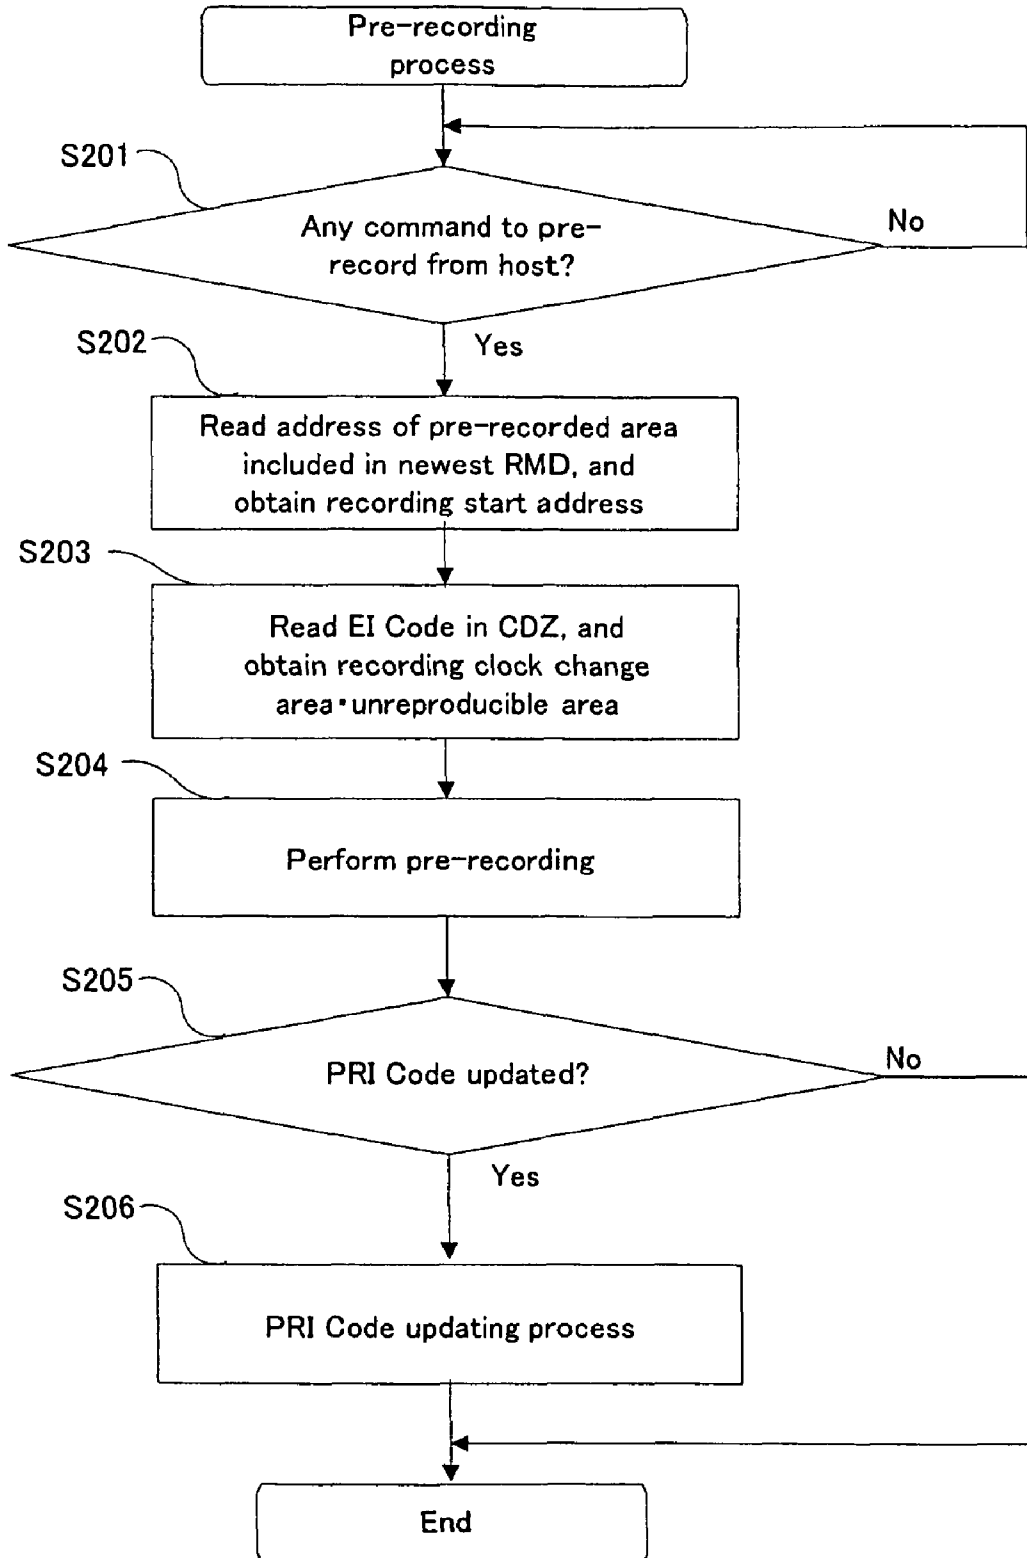 Pre-recording
process
S201
Any command to pre-
record from host?
No
Yes
S202
Read address of pre-recorded area
included in newest RMD, and
obtain recording start address
S203
Read EI Code in CDZ, and
obtain recording clock change
area・unreproducible area
S204
Perform pre-recording
S205
PRI Code updated?
No
Yes
S206
PRI Code updating process
End